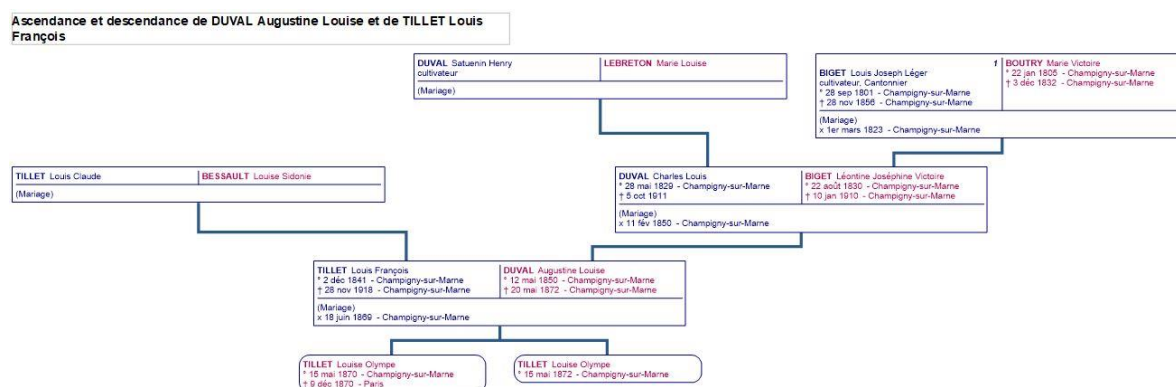 Ascendance et descendance de DUVAL Augustine Louise et de TILLET Louis
François
DUVAL Satuenin Henry
cultivateur
LEBRETON Marie Louise
(Mariage)
1
BIGET Louis Joseph Léger
cultivateur, Cantonnier
* 28 sep 1801 - Champigny-sur-Marne
† 28 nov 1856 - Champigny-sur-Marne
BOUTRY Marie Victoire
* 22 jan 1805 - Champigny-sur-Marne
† 3 déc 1832 - Champigny-sur-Marne
(Mariage)
x 1er mars 1823 - Champigny-sur-Marne
TILLET Louis Claude
BESSAULT Louise Sidonie
(Mariage)
DUVAL Charles Louis
* 28 mai 1829 - Champigny-sur-Marne
† 5 oct 1911
BIGET Léontine Joséphine Victoire
* 22 août 1830 - Champigny-sur-Marne
† 10 jan 1910 - Champigny-sur-Marne
(Mariage)
x 11 fév 1850 - Champigny-sur-Marne
TILLET Louis François
* 2 déc 1841 - Champigny-sur-Marne
† 28 nov 1918 - Champigny-sur-Marne
DUVAL Augustine Louise
* 12 mai 1850 - Champigny-sur-Marne
† 20 mai 1872 - Champigny-sur-Marne
(Mariage)
x 18 juin 1869 - Champigny-sur-Marne
TILLET Louise Olympe
* 15 mai 1870 - Champigny-sur-Marne
† 9 déc 1870 - Paris
TILLET Louise Olympe
* 15 mai 1872 - Champigny-sur-Marne